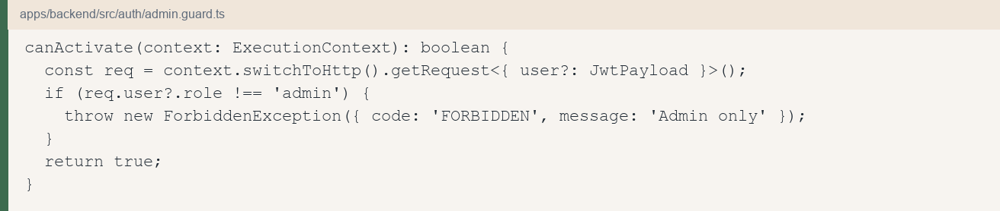 apps/backend/src/auth/admin.guard.ts
canActivate(context: ExecutionContext): boolean {
  const req = context.switchToHttp().getRequest<{ user?: JwtPayload }>();
  if (req.user?.role !== 'admin') {
    throw new ForbiddenException({ code: 'FORBIDDEN', message: 'Admin only' });
  }
  return true;
}